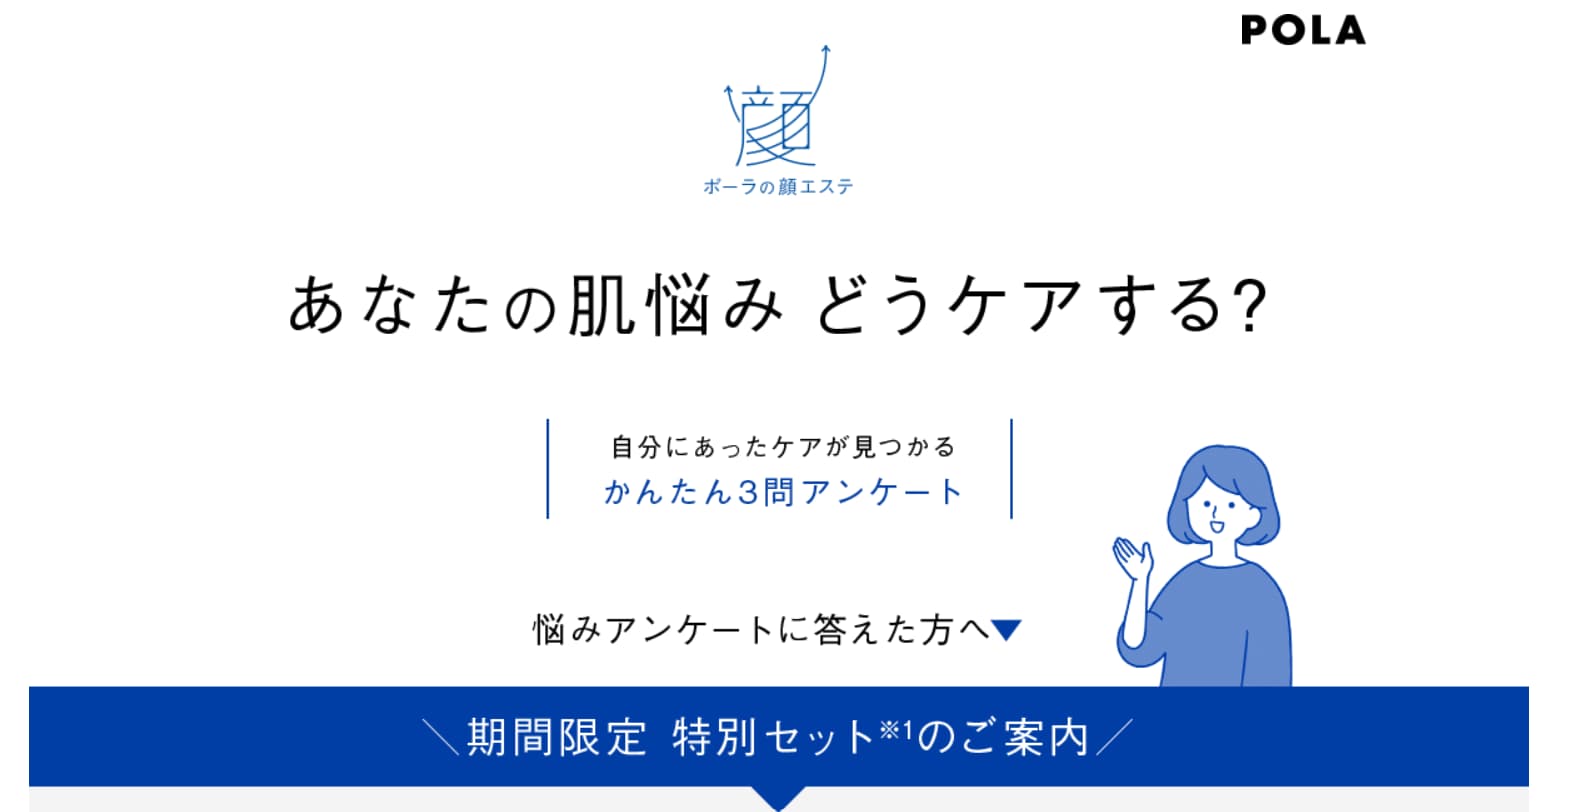 POLA
顔
ポーラの顔エステ
あなたの肌悩み どうケアする?
自分にあったケアが見つかる
かんたん3問アンケート
悩みアンケートに答えた方へ▼
＼期間限定 特別セット※1のご案内／